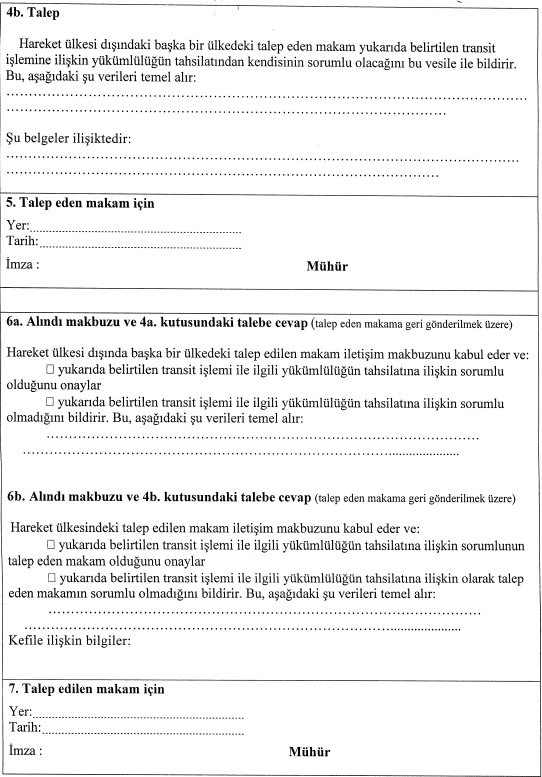 4b. Talep
Hareket ülkesi dışındaki başka bir ülkedeki talep eden makam yukarıda belirtilen transit
işlemine ilişkin yükümlülüğün tahsilatından kendisinin sorumlu olacağını bu vesile ile bildirir.
Bu, aşağıdaki şu verileri temel alır:
................................................................................................................
................................................................................................
Şu belgeler ilişiktedir:
................................................................................................................
................................................................................................
5. Talep eden makam için
Yer:......................................................
Tarih:....................................................
İmza : Mühür
6a. Alındı makbuzu ve 4a. kutusundaki talebe cevap (talep eden makama geri gönderilmek üzere)
Hareket ülkesi dışında başka bir ülkedeki talep edilen makam iletişim makbuzunu kabul eder ve:
☐ yukarıda belirtilen transit işlemi ile ilgili yükümlülüğün tahsilatına ilişkin sorumlu
olduğunu onaylar
☐ yukarıda belirtilen transit işlemi ile ilgili yükümlülüğün tahsilatına ilişkin sorumlu
olmadığını bildirir. Bu, aşağıdaki şu verileri temel alır:
................................................................................................
................................................................................................
6b. Alındı makbuzu ve 4b. kutusundaki talebe cevap (talep eden makama geri gönderilmek üzere)
Hareket ülkesindeki talep edilen makam iletişim makbuzunu kabul eder ve:
☐ yukarıda belirtilen transit işlemi ile ilgili yükümlülüğün tahsilatına ilişkin sorumlunun
talep eden makam olduğunu onaylar
☐ yukarıda belirtilen transit işlemi ile ilgili yükümlülüğün tahsilatına ilişkin olarak talep
eden makamın sorumlu olmadığını bildirir. Bu, aşağıdaki şu verileri temel alır:
................................................................................................
................................................................................................
Kefile ilişkin bilgiler:
7. Talep edilen makam için
Yer:......................................................
Tarih:....................................................
İmza : Mühür